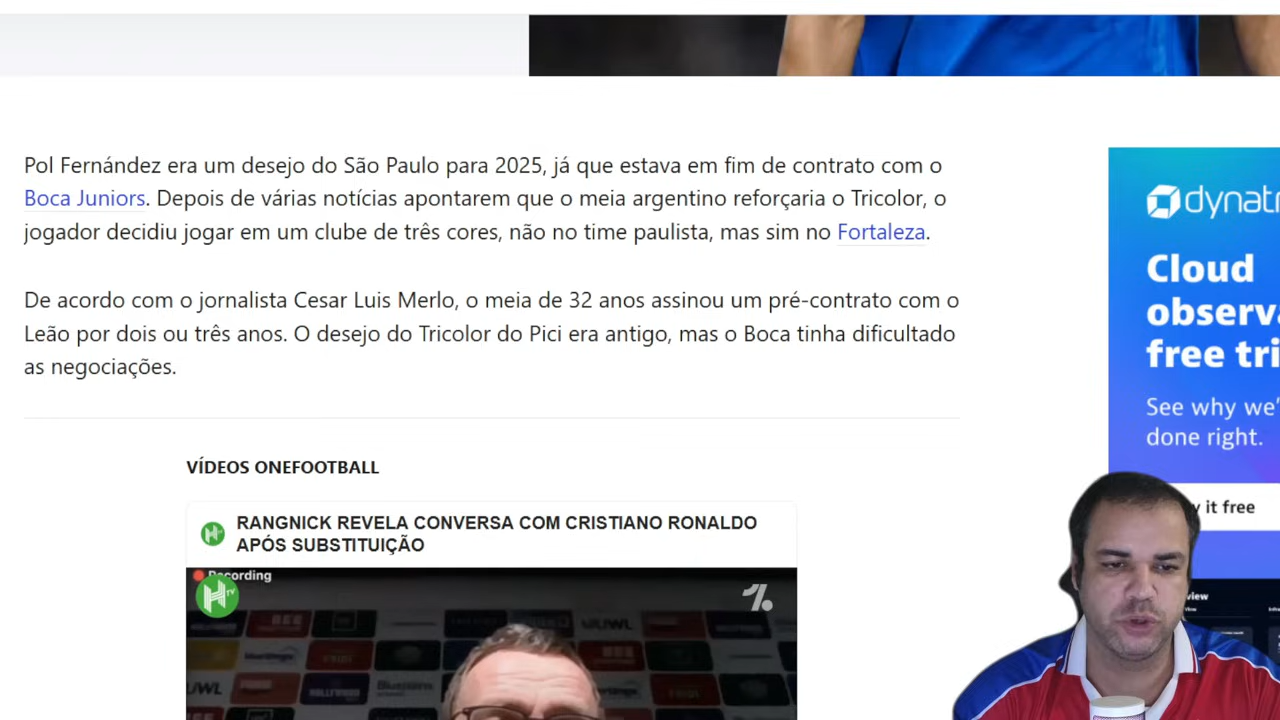 Pol Fernández era um desejo do São Paulo para 2025, já que estava em fim de contrato com o
Boca Juniors. Depois de várias notícias apontarem que o meia argentino reforçaria o Tricolor, o
jogador decidiu jogar em um clube de três cores, não no time paulista, mas sim no Fortaleza.
De acordo com o jornalista Cesar Luis Merlo, o meia de 32 anos assinou um pré-contrato com o
Leão por dois ou três anos. O desejo do Tricolor do Pici era antigo, mas o Boca tinha dificultado
as negociações.
VÍDEOS ONEFOOTBALL
RANGNICK REVELA CONVERSA COM CRISTIANO RONALDO
APÓS SUBSTITUIÇÃO
Recording
HTV
UWL
dynatr
Cloud
observa
free tri
See why we'
done right.
y it free
view